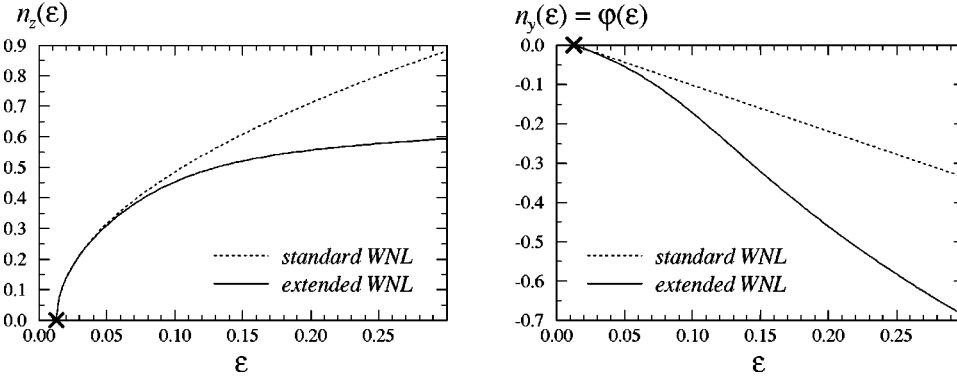 n_z(ε)
0.9
0.8
0.7
0.6
0.5
0.4
0.3
0.2
0.1
0.0
standard WNL
extended WNL
0.00 0.05 0.10 0.15 0.20 0.25
ε
n_y(ε) = φ(ε)
0.0
-0.1
-0.2
-0.3
-0.4
-0.5
-0.6
-0.7
standard WNL
extended WNL
0.00 0.05 0.10 0.15 0.20 0.25
ε